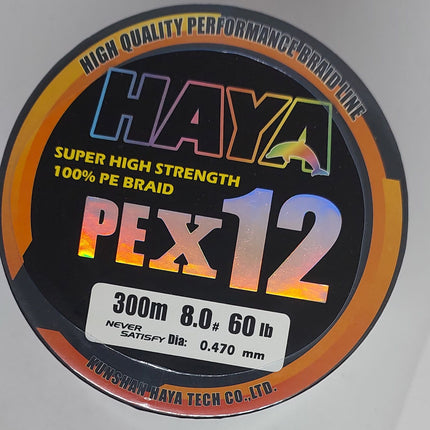 HIGH QUALITY PERFORMANCE BRAID LINE
HAYA
SUPER HIGH STRENGTH
100% PE BRAID
PEX12
300m 8.0# 60 lb
NEVER
SATISFY Dia: 0.470 mm
KUNSHAN HAYA TECH CO.,LTD.